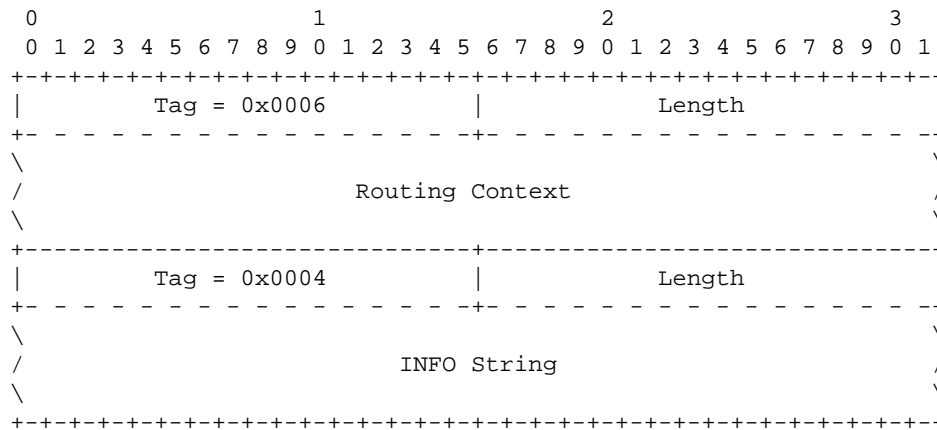 0                   1                   2                   3
0 1 2 3 4 5 6 7 8 9 0 1 2 3 4 5 6 7 8 9 0 1 2 3 4 5 6 7 8 9 0 1
+-+-+-+-+-+-+-+-+-+-+-+-+-+-+-+-+-+-+-+-+-+-+-+-+-+-+-+-+-+-+-+--
|         Tag = 0x0006          |            Length
+- - - - - - - - - - - - - - - -+- - - - - - - - - - - - - - - --
\                                                               \
/                       Routing Context                         /
\                                                               \
+-------------------------------+--------------------------------
|         Tag = 0x0004          |            Length
+- - - - - - - - - - - - - - - -+- - - - - - - - - - - - - - - --
\                                                               \
/                          INFO String                          /
\                                                               \
+-+-+-+-+-+-+-+-+-+-+-+-+-+-+-+-+-+-+-+-+-+-+-+-+-+-+-+-+-+-+-+--